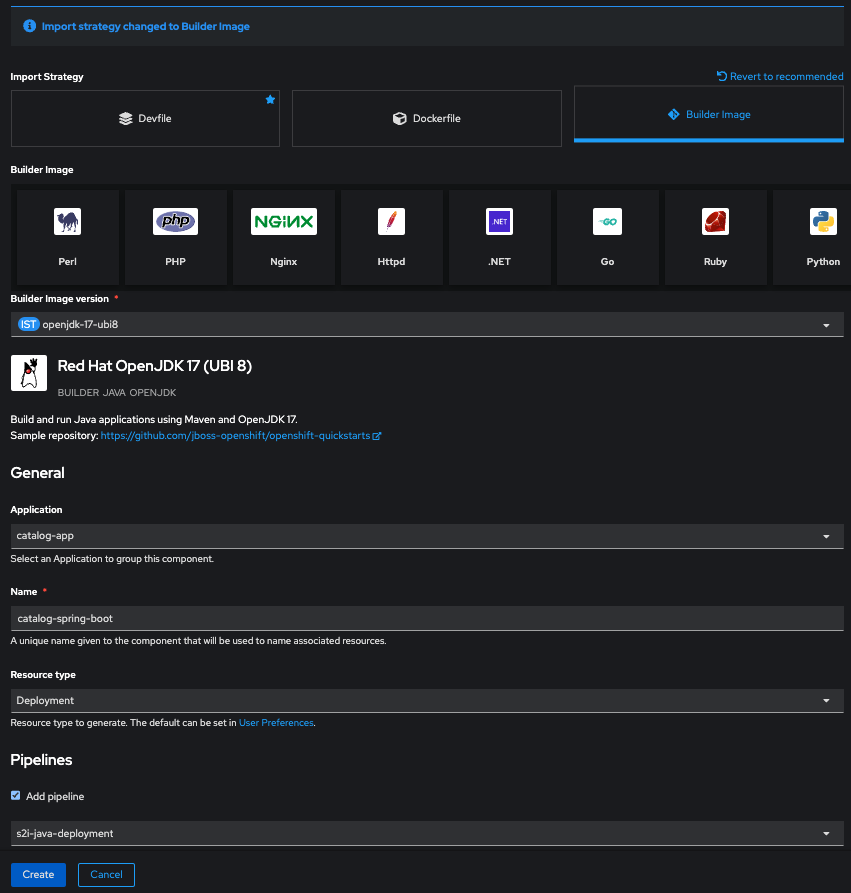 Import strategy changed to Builder Image
Import Strategy
Revert to recommended
Devfile
Dockerfile
Builder Image
Builder Image
php
NGINX
.NET
GO
Perl
PHP
Nginx
Httpd
.NET
Go
Ruby
Python
Builder Image version *
IST openjdk-17-ubi8
Red Hat OpenJDK 17 (UBI 8)
BUILDER JAVA OPENJDK
Build and run Java applications using Maven and OpenJDK 17.
Sample repository: https://github.com/jboss-openshift/openshift-quickstarts
General
Application
catalog-app
Select an Application to group this component.
Name *
catalog-spring-boot
A unique name given to the component that will be used to name associated resources.
Resource type
Deployment
Resource type to generate. The default can be set in User Preferences.
Pipelines
Add pipeline
s2i-java-deployment
Create
Cancel